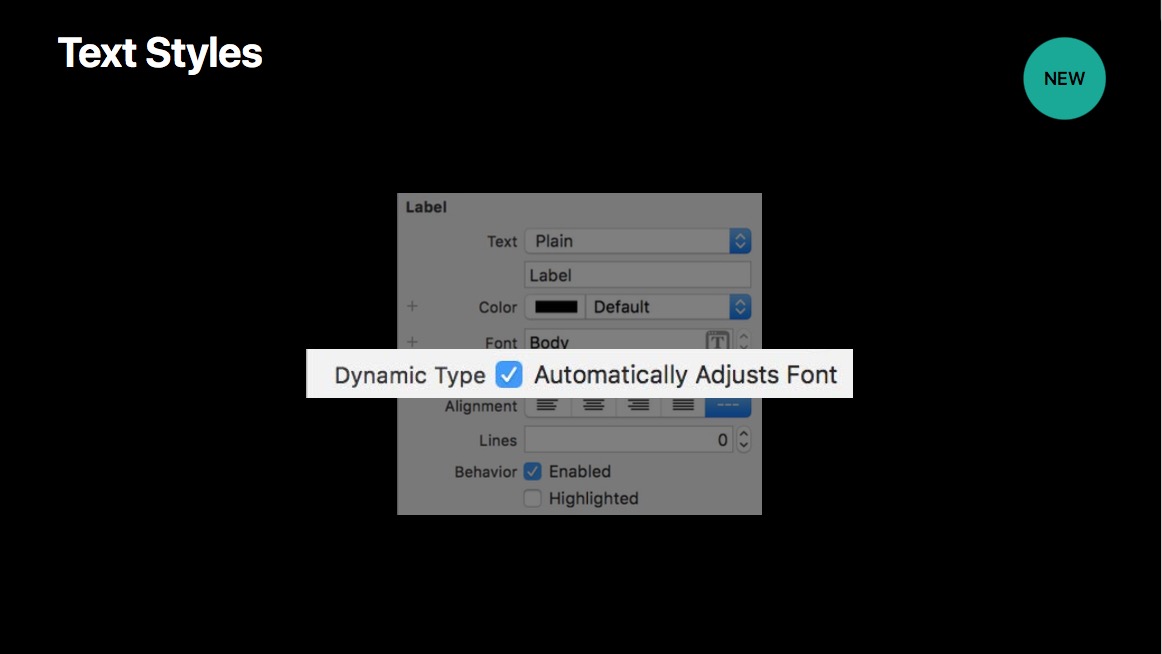 Text Styles
NEW
Label
Text Plain
Label
Color Default
Font Body T
Dynamic Type Automatically Adjusts Font
Alignment
Lines 0
Behavior Enabled
Highlighted